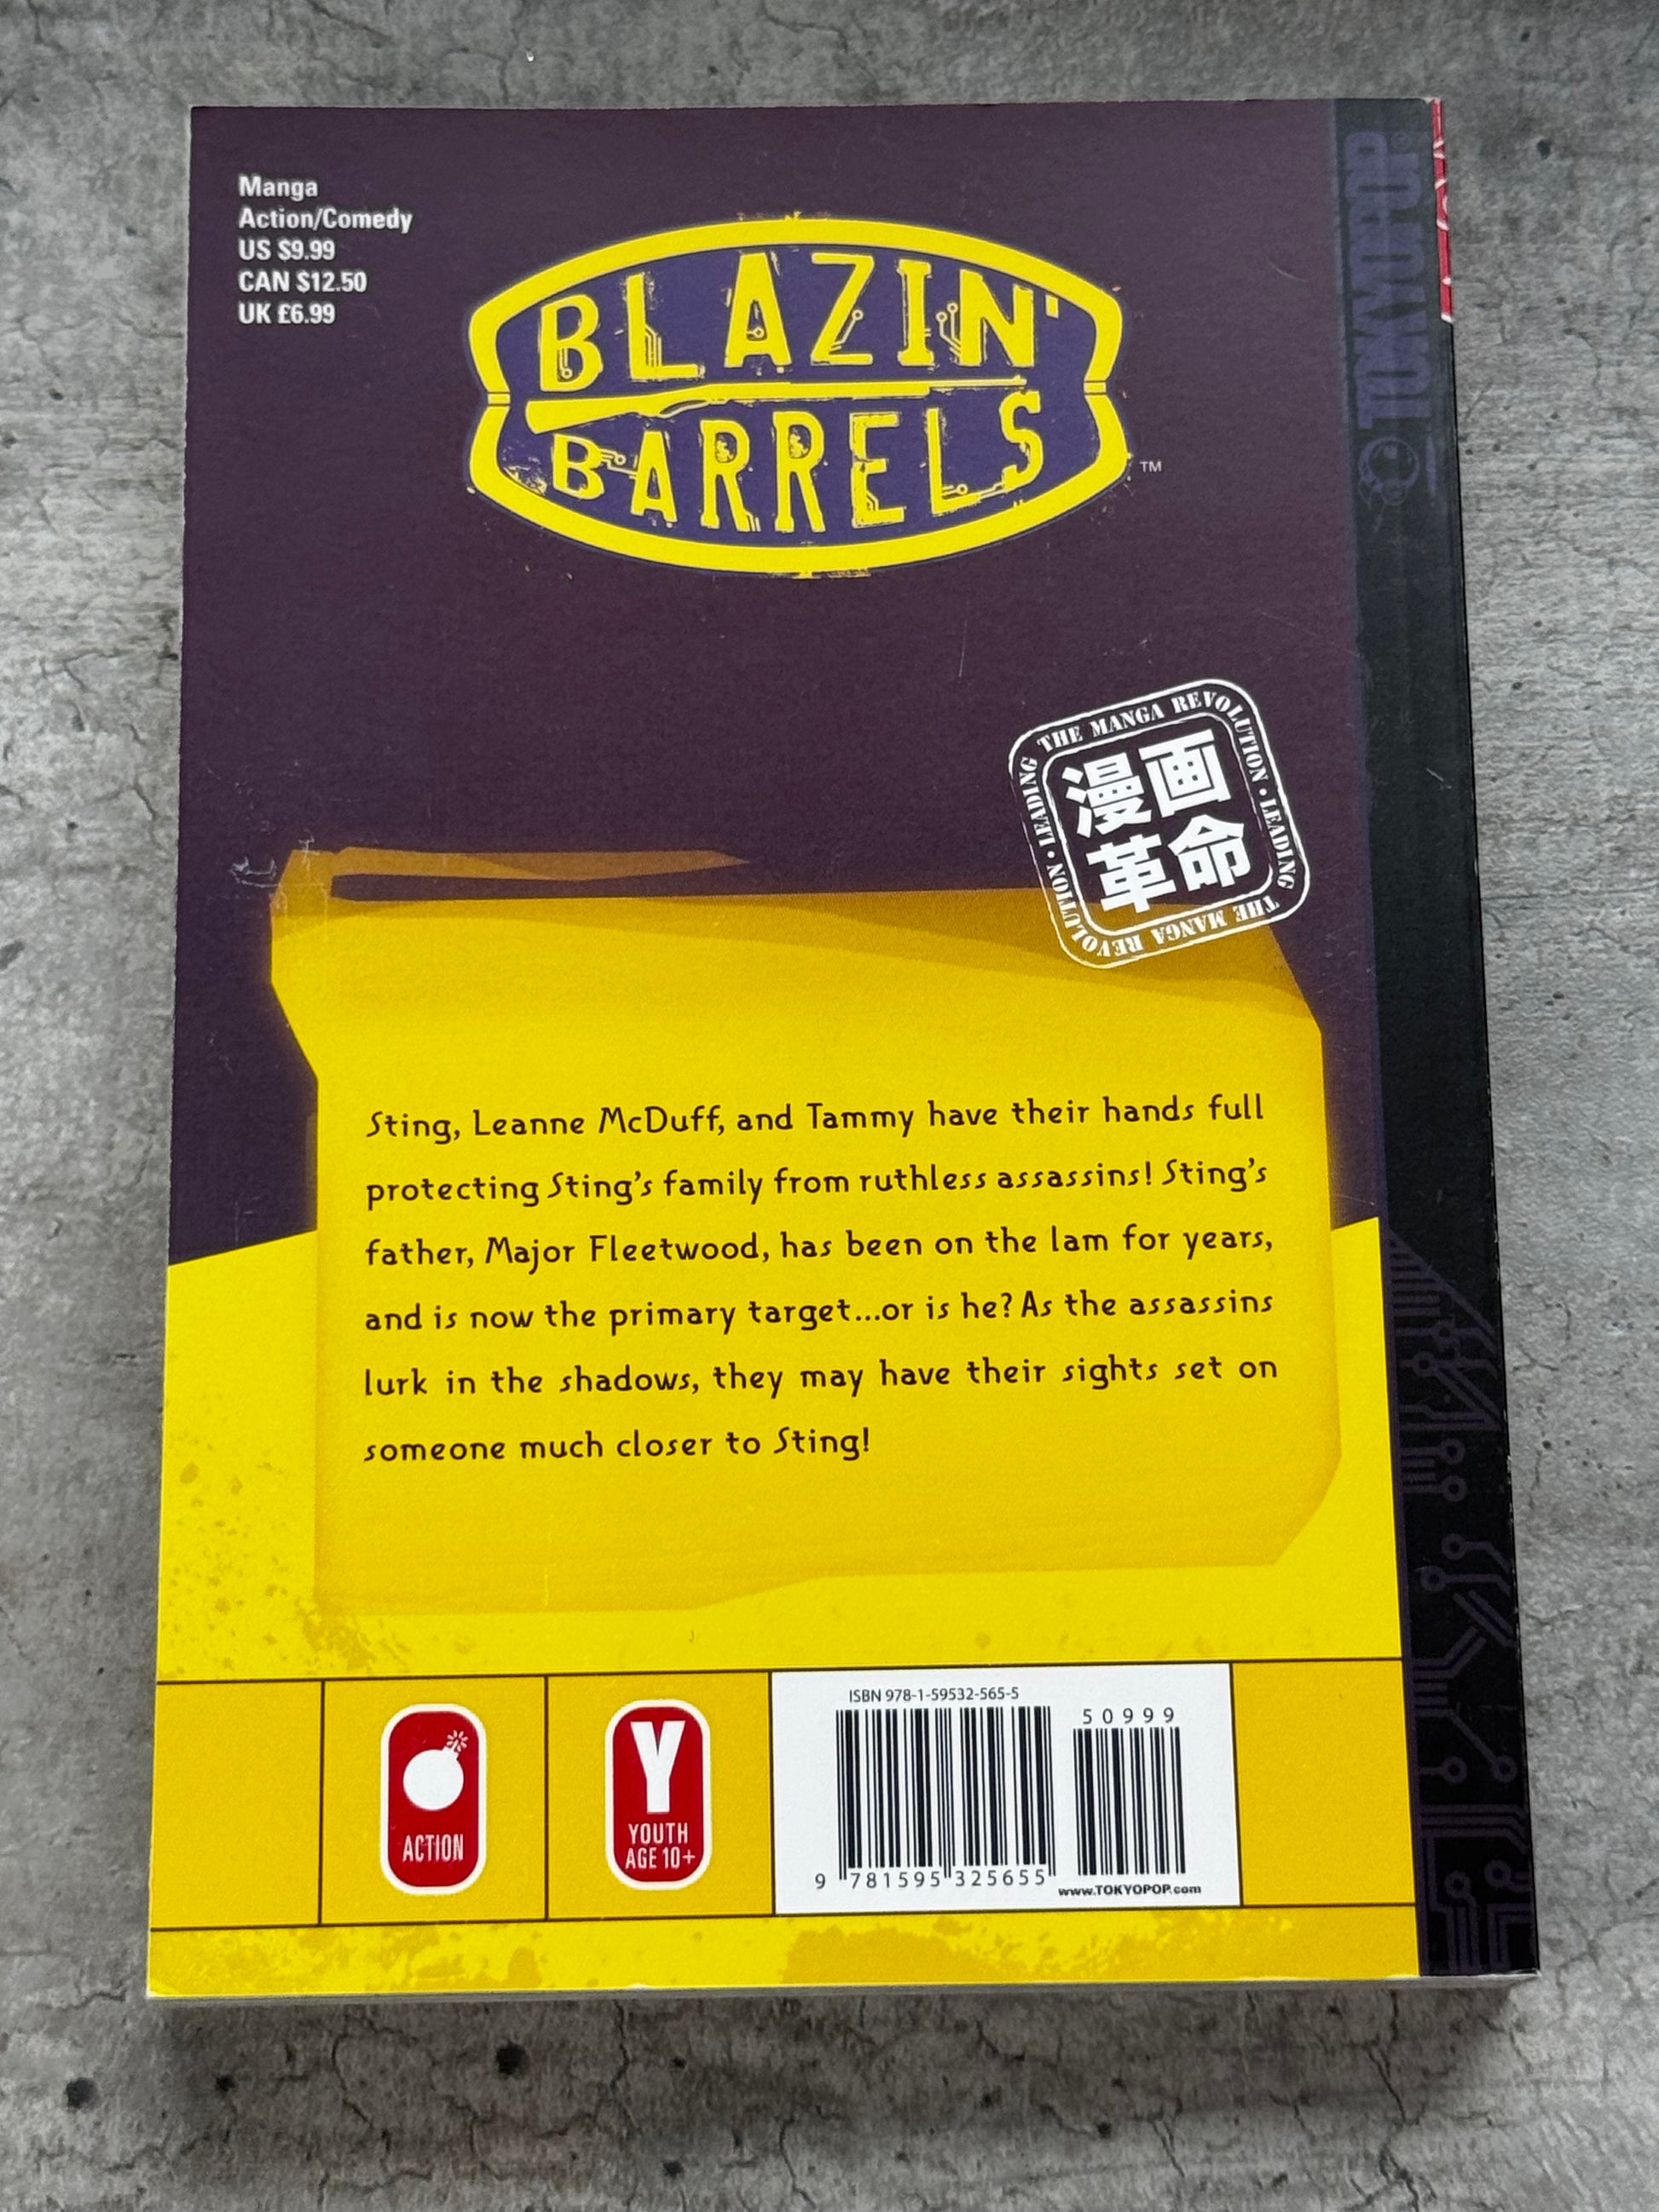 Manga
Action/Comedy
US $9.99
CAN $12.50
UK £6.99
BLAZIN'
BARRELS
TM
TOKYOPOP
THE MANGA REVOLUTION • LEADING
THE MANGA REVOLUTION • LEADING
漫画
革命
Sting, Leanne McDuff, and Tammy have their hands full
protecting Sting's family from ruthless assassins! Sting's
father, Major Fleetwood, has been on the lam for years,
and is now the primary target...or is he? As the assassins
lurk in the shadows, they may have their sights set on
someone much closer to Sting!
ACTION
Y
YOUTH
AGE 10+
ISBN 978-1-59532-565-5
50999
9 781595 325655
www.TOKYOPOP.com